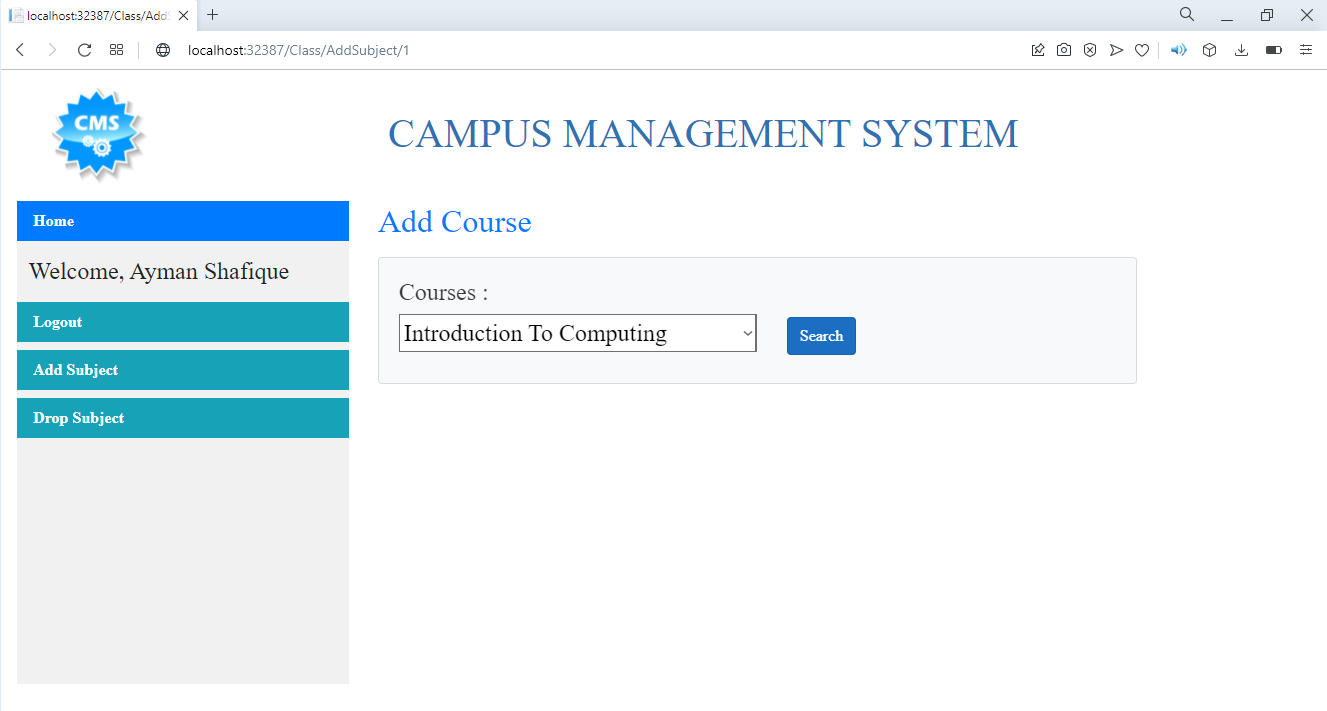 localhost:32387/Class/AddS
localhost:32387/Class/AddSubject/1
CMS
CAMPUS MANAGEMENT SYSTEM
Home
Welcome, Ayman Shafique
Logout
Add Subject
Drop Subject
Add Course
Courses :
Introduction To Computing
Search